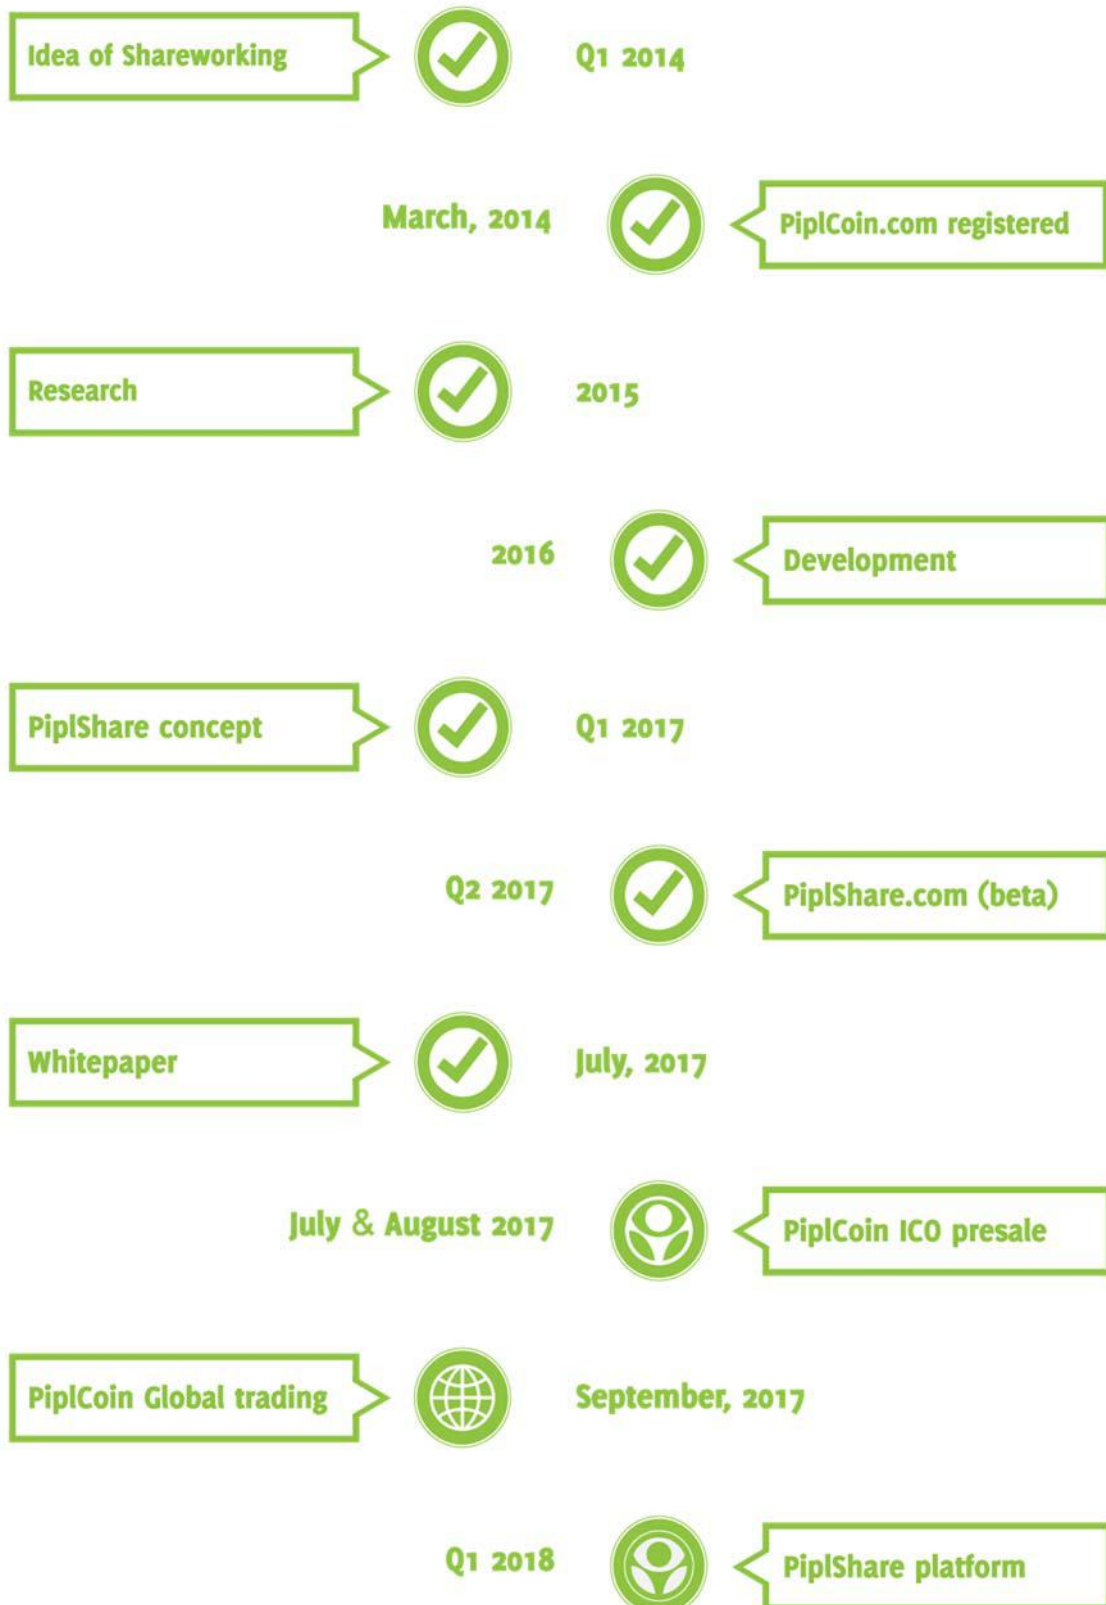 Idea of Shareworking
Q1 2014
March, 2014
PiplCoin.com registered
Research
2015
2016
Development
PiplShare concept
Q1 2017
Q2 2017
PiplShare.com (beta)
Whitepaper
July, 2017
July & August 2017
PiplCoin ICO presale
PiplCoin Global trading
September, 2017
Q1 2018
PiplShare platform